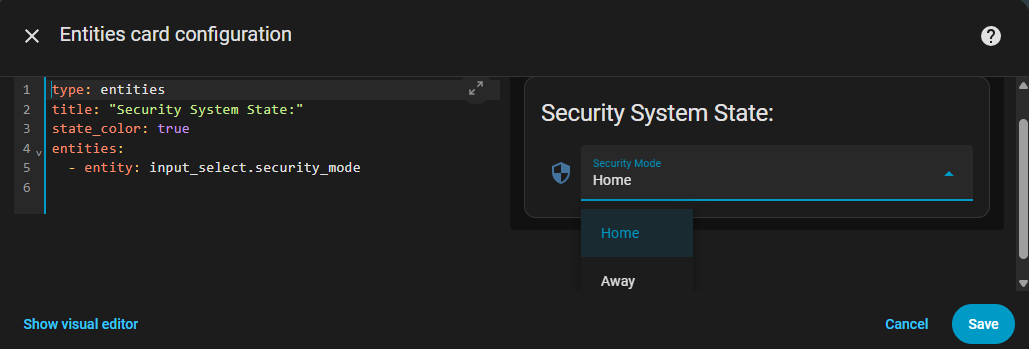 Entities card configuration
1 type: entities
2 title: "Security System State:"
3 state_color: true
4 entities:
5 - entity: input_select.security_mode
6
Security System State:
Security Mode
Home
Home
Away
Show visual editor
Cancel
Save